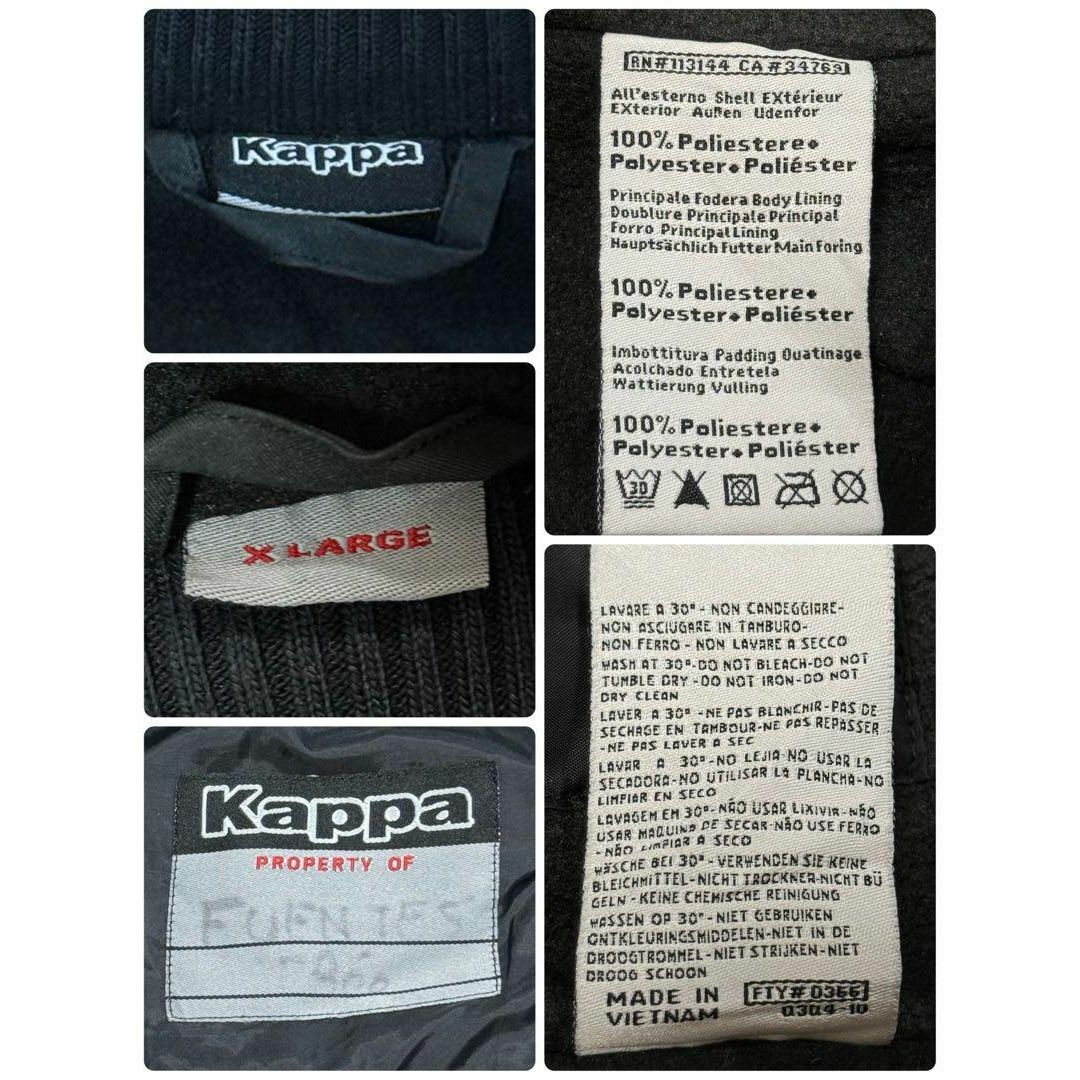 Kappa
X LARGE
Kappa
PROPERTY OF
FUENTES
RN#113144 CA#34769
All'esterno Shell EXtérieur
EXterior Außen Udenfor
100% Poliestere◆
Polyester◆Poliéster
Principale Fodera Body Lining
Doublure Principale Principal
Forro Principal Lining
Hauptsächlich Futter Main Foring
100% Poliestere◆
Polyester◆Poliéster
Imbottitura Padding Ouatinage
Acolchado Entretela
Wattierung Vulling
100% Poliestere◆
Polyester◆Poliéster
30
LAVARE A 30° - NON CANDEGGIARE-
NON ASCIUGARE IN TAMBURO-
NON FERRO - NON LAVARE A SECCO
WASH AT 30°-DO NOT BLEACH-DO NOT
TUMBLE DRY -DO NOT IRON-DO NOT
DRY CLEAN
LAVER A 30° -NE PAS BLANCHIR-PAS DE
SECHAGE EN TAMBOUR-NE PAS REPASSER
-NE PAS LAVER A SEC
LAVAR A 30°-NO LEJIA-NO USAR LA
SECADORA-NO UTILISAR LA PLANCHA-NO
LIMPIAR EN SECO
LAVAGEM EM 30°-NÃO USAR LIXIVIA-NÃO
USAR MAQUINA DE SECAR-NÃO USE FERRO
- NÃO LIMPIAR A SECO
WÄSCHE BEI 30° - VERWENDEN SIE KEINE
BLEICHMITTEL-NICHT TROCKNER-NICHT BÜ
GELN - KEINE CHEMISCHE REINIGUNG
WASSEN OP 30°-NIET GEBRUIKEN
ONTKLEURINGSMIDDELEN-NIET IN DE
DROOGTROMMEL-NIET STRIJKEN-NIET
DROOG SCHOON
MADE IN FTY# 0366
VIETNAM Q3Q4-10